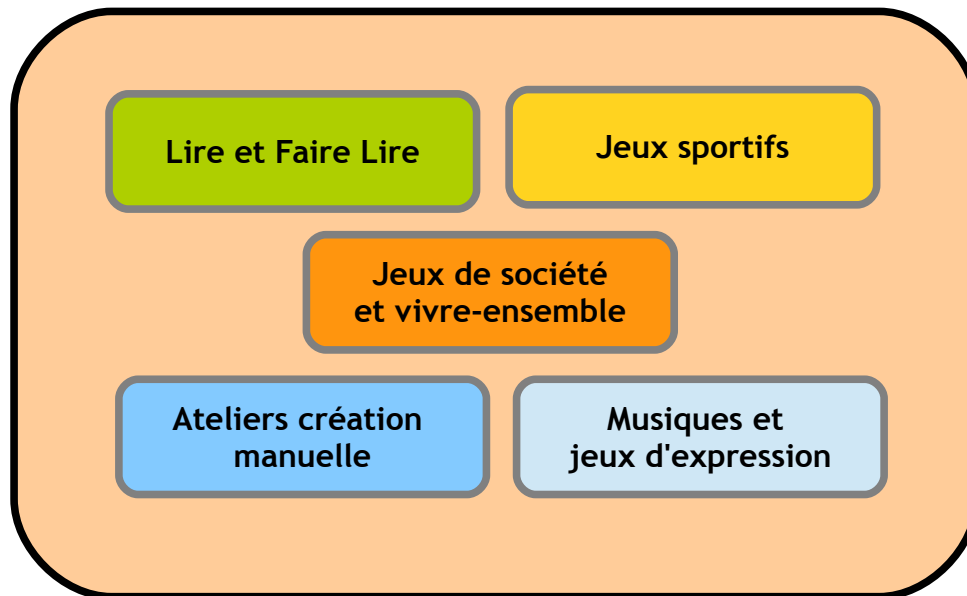 Lire et Faire Lire
Jeux sportifs
Jeux de société
et vivre-ensemble
Ateliers création
manuelle
Musiques et
jeux d'expression